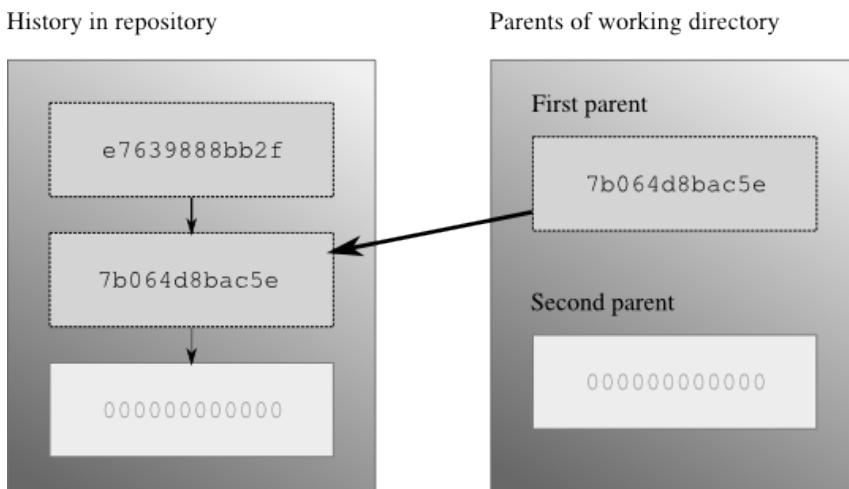 History in repository
e7639888bb2f
7b064d8bac5e
000000000000
Parents of working directory
First parent
7b064d8bac5e
Second parent
000000000000